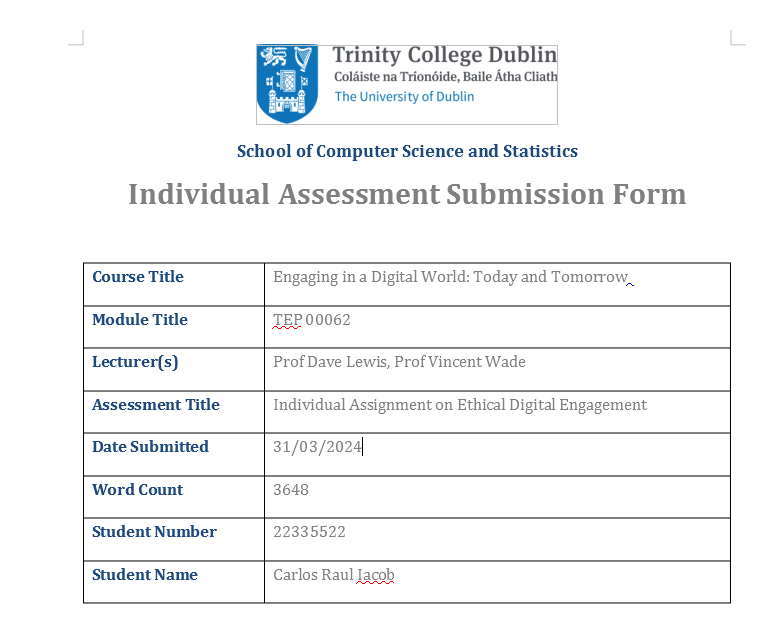 Trinity College Dublin
Coláiste na Tríonóide, Baile Átha Cliath
The University of Dublin
School of Computer Science and Statistics
Individual Assessment Submission Form
Course Title Engaging in a Digital World: Today and Tomorrow
Module Title TEP 00062
Lecturer(s) Prof Dave Lewis, Prof Vincent Wade
Assessment Title Individual Assignment on Ethical Digital Engagement
Date Submitted 31/03/2024
Word Count 3648
Student Number 22335522
Student Name Carlos Raul Iacob